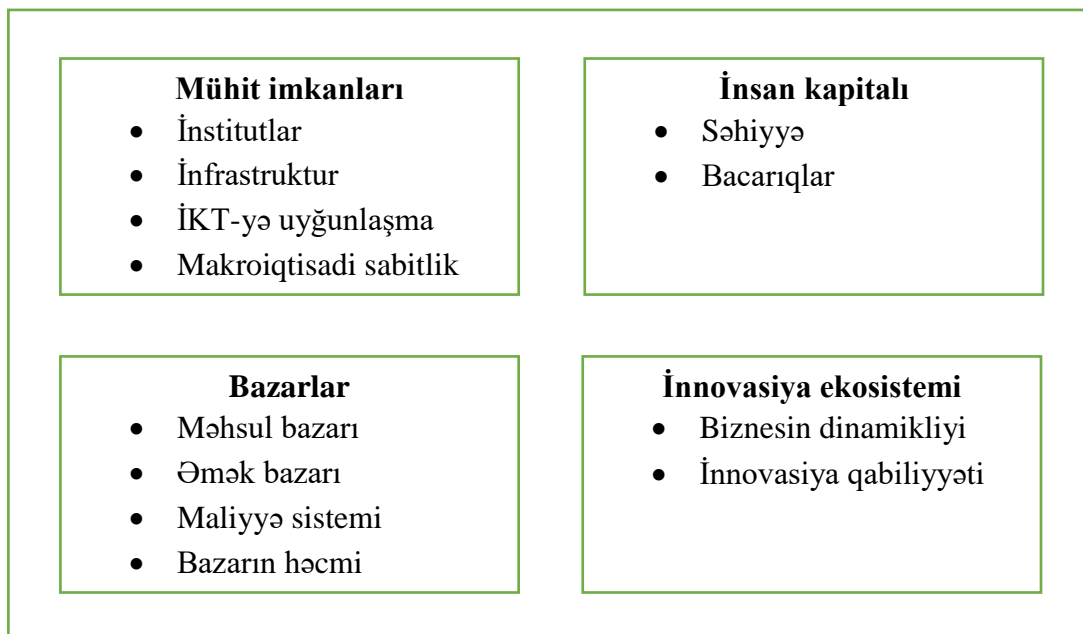 Mühit imkanları
• İnstitutlar
• İnfrastruktur
• İKT-yə uyğunlaşma
• Makroiqtisadi sabitlik
İnsan kapitalı
• Səhiyyə
• Bacarıqlar
Bazarlar
• Məhsul bazarı
• Əmək bazarı
• Maliyyə sistemi
• Bazarın həcmi
İnnovasiya ekosistemi
• Biznesin dinamikliyi
• İnnovasiya qabiliyyəti